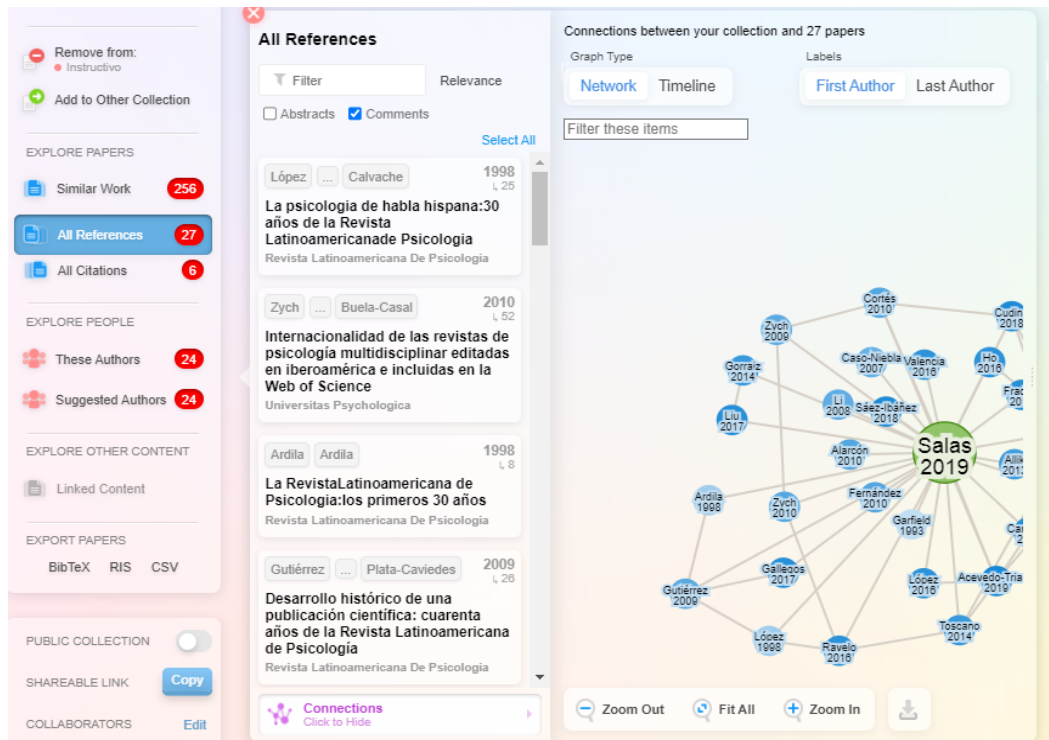 Remove from:
Instructivo
Add to Other Collection
EXPLORE PAPERS
Similar Work 256
All References 27
All Citations 6
EXPLORE PEOPLE
These Authors 24
Suggested Authors 24
EXPLORE OTHER CONTENT
Linked Content
EXPORT PAPERS
BibTeX RIS CSV
PUBLIC COLLECTION
SHAREABLE LINK Copy
COLLABORATORS Edit
All References
Filter Relevance
Abstracts Comments
Select All
López ... Calvache 1998
25
La psicologia de habla hispana:30
años de la Revista
Latinoamericanade Psicologia
Revista Latinoamericana De Psicologia
Zych ... Buela-Casal 2010
52
Internacionalidad de las revistas de
psicología multidisciplinar editadas
en iberoamérica e incluidas en la
Web of Science
Universitas Psychologica
Ardila Ardila 1998
8
La RevistaLatinoamericana de
Psicologia:los primeros 30 años
Revista Latinoamericana De Psicologia
Gutiérrez ... Plata-Caviedes 2009
26
Desarrollo histórico de una
publicación científica: cuarenta
años de la Revista Latinoamericana
de Psicología
Revista Latinoamericana De Psicologia
Connections
Click to Hide
Connections between your collection and 27 papers
Graph Type Labels
Network Timeline First Author Last Author
Filter these items
Cortés
2010
Cudin
2018
Zych
2009
Caso-Niebla
2007
Valencia
2016
Ho
2016
Gorraiz
2014
Li
2008
Sáez-Ibáñez
2018
Liu
2017
Salas
2019
Alarcón
2010
Ardila
1998
Zych
2010
Fernández
2010
Garfield
1993
Gallegos
2017
Gutiérrez
2009
López
2016
Acevedo-Tria
2019
Toscano
2014
López
1998
Ravelo
2016
Zoom Out Fit All Zoom In